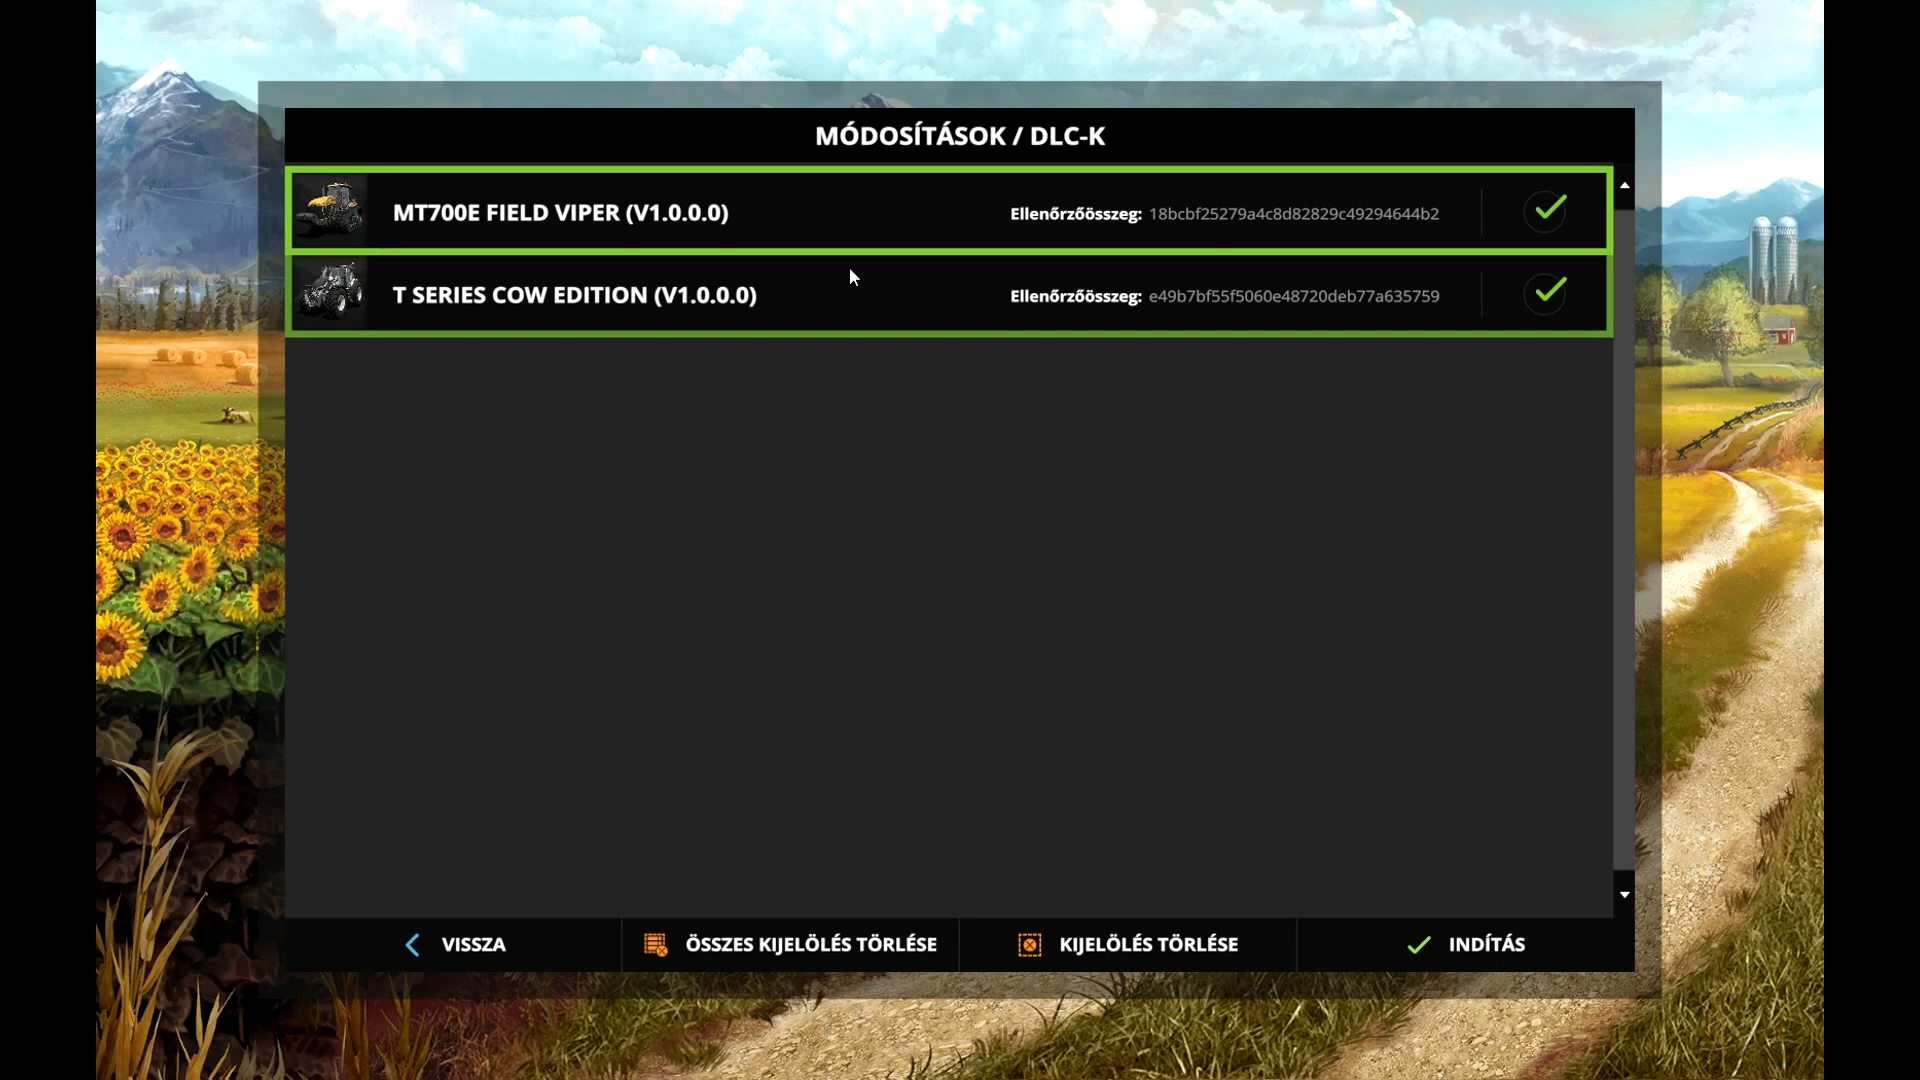 MÓDOSÍTÁSOK / DLC-K
MT700E FIELD VIPER (V1.0.0.0) Ellenőrzőösszeg: 18bcbf25279a4c8d82829c49294644b2
T SERIES COW EDITION (V1.0.0.0) Ellenőrzőösszeg: e49b7bf55f5060e48720deb77a635759
VISSZA ÖSSZES KIJELÖLÉS TÖRLÉSE KIJELÖLÉS TÖRLÉSE INDÍTÁS